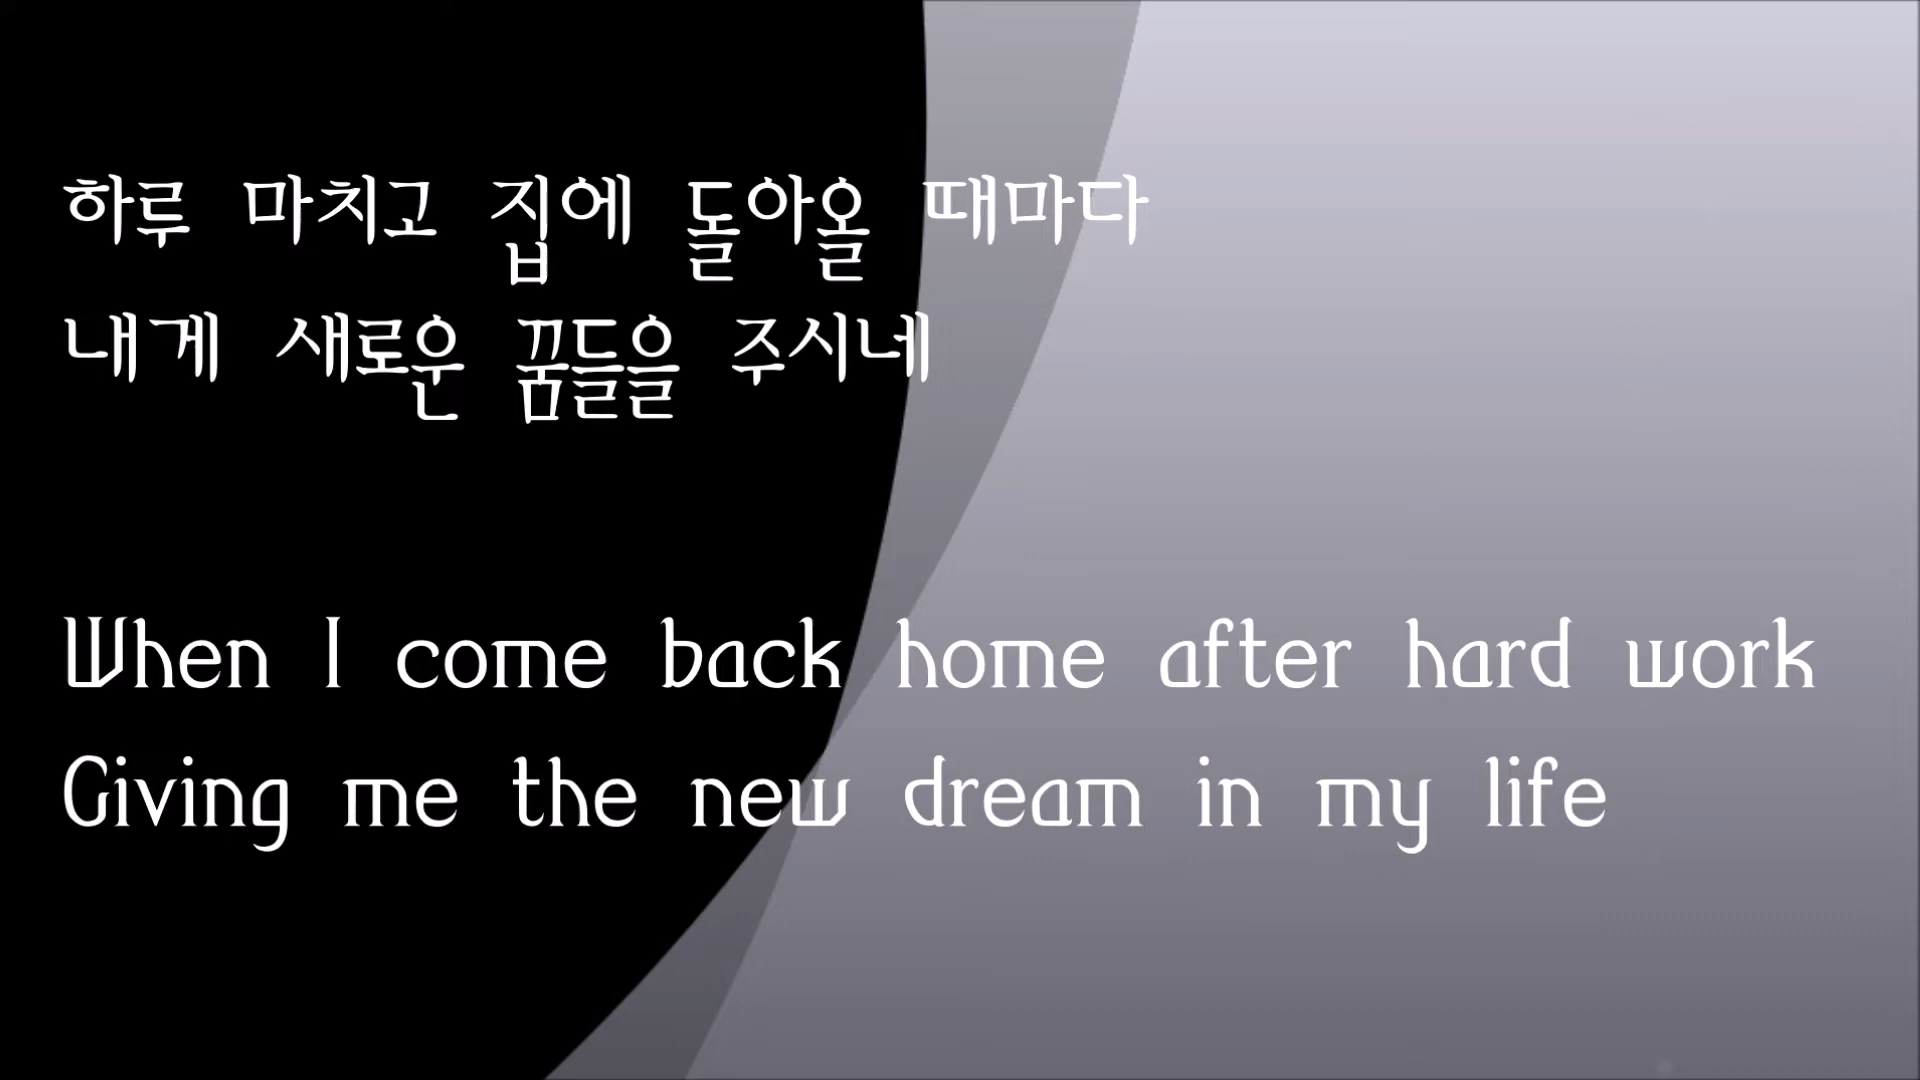 하루 마치고 집에 돌아올 때마다
내게 새로운 꿈들을 주시네
When I come back home after hard work
Giving me the new dream in my life